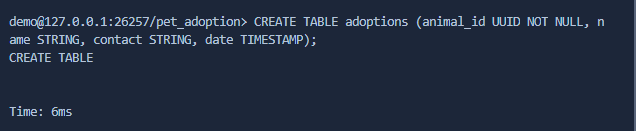 demo@127.0.0.1:26257/pet_adoption> CREATE TABLE adoptions (animal_id UUID NOT NULL, n
ame STRING, contact STRING, date TIMESTAMP);
CREATE TABLE
Time: 6ms